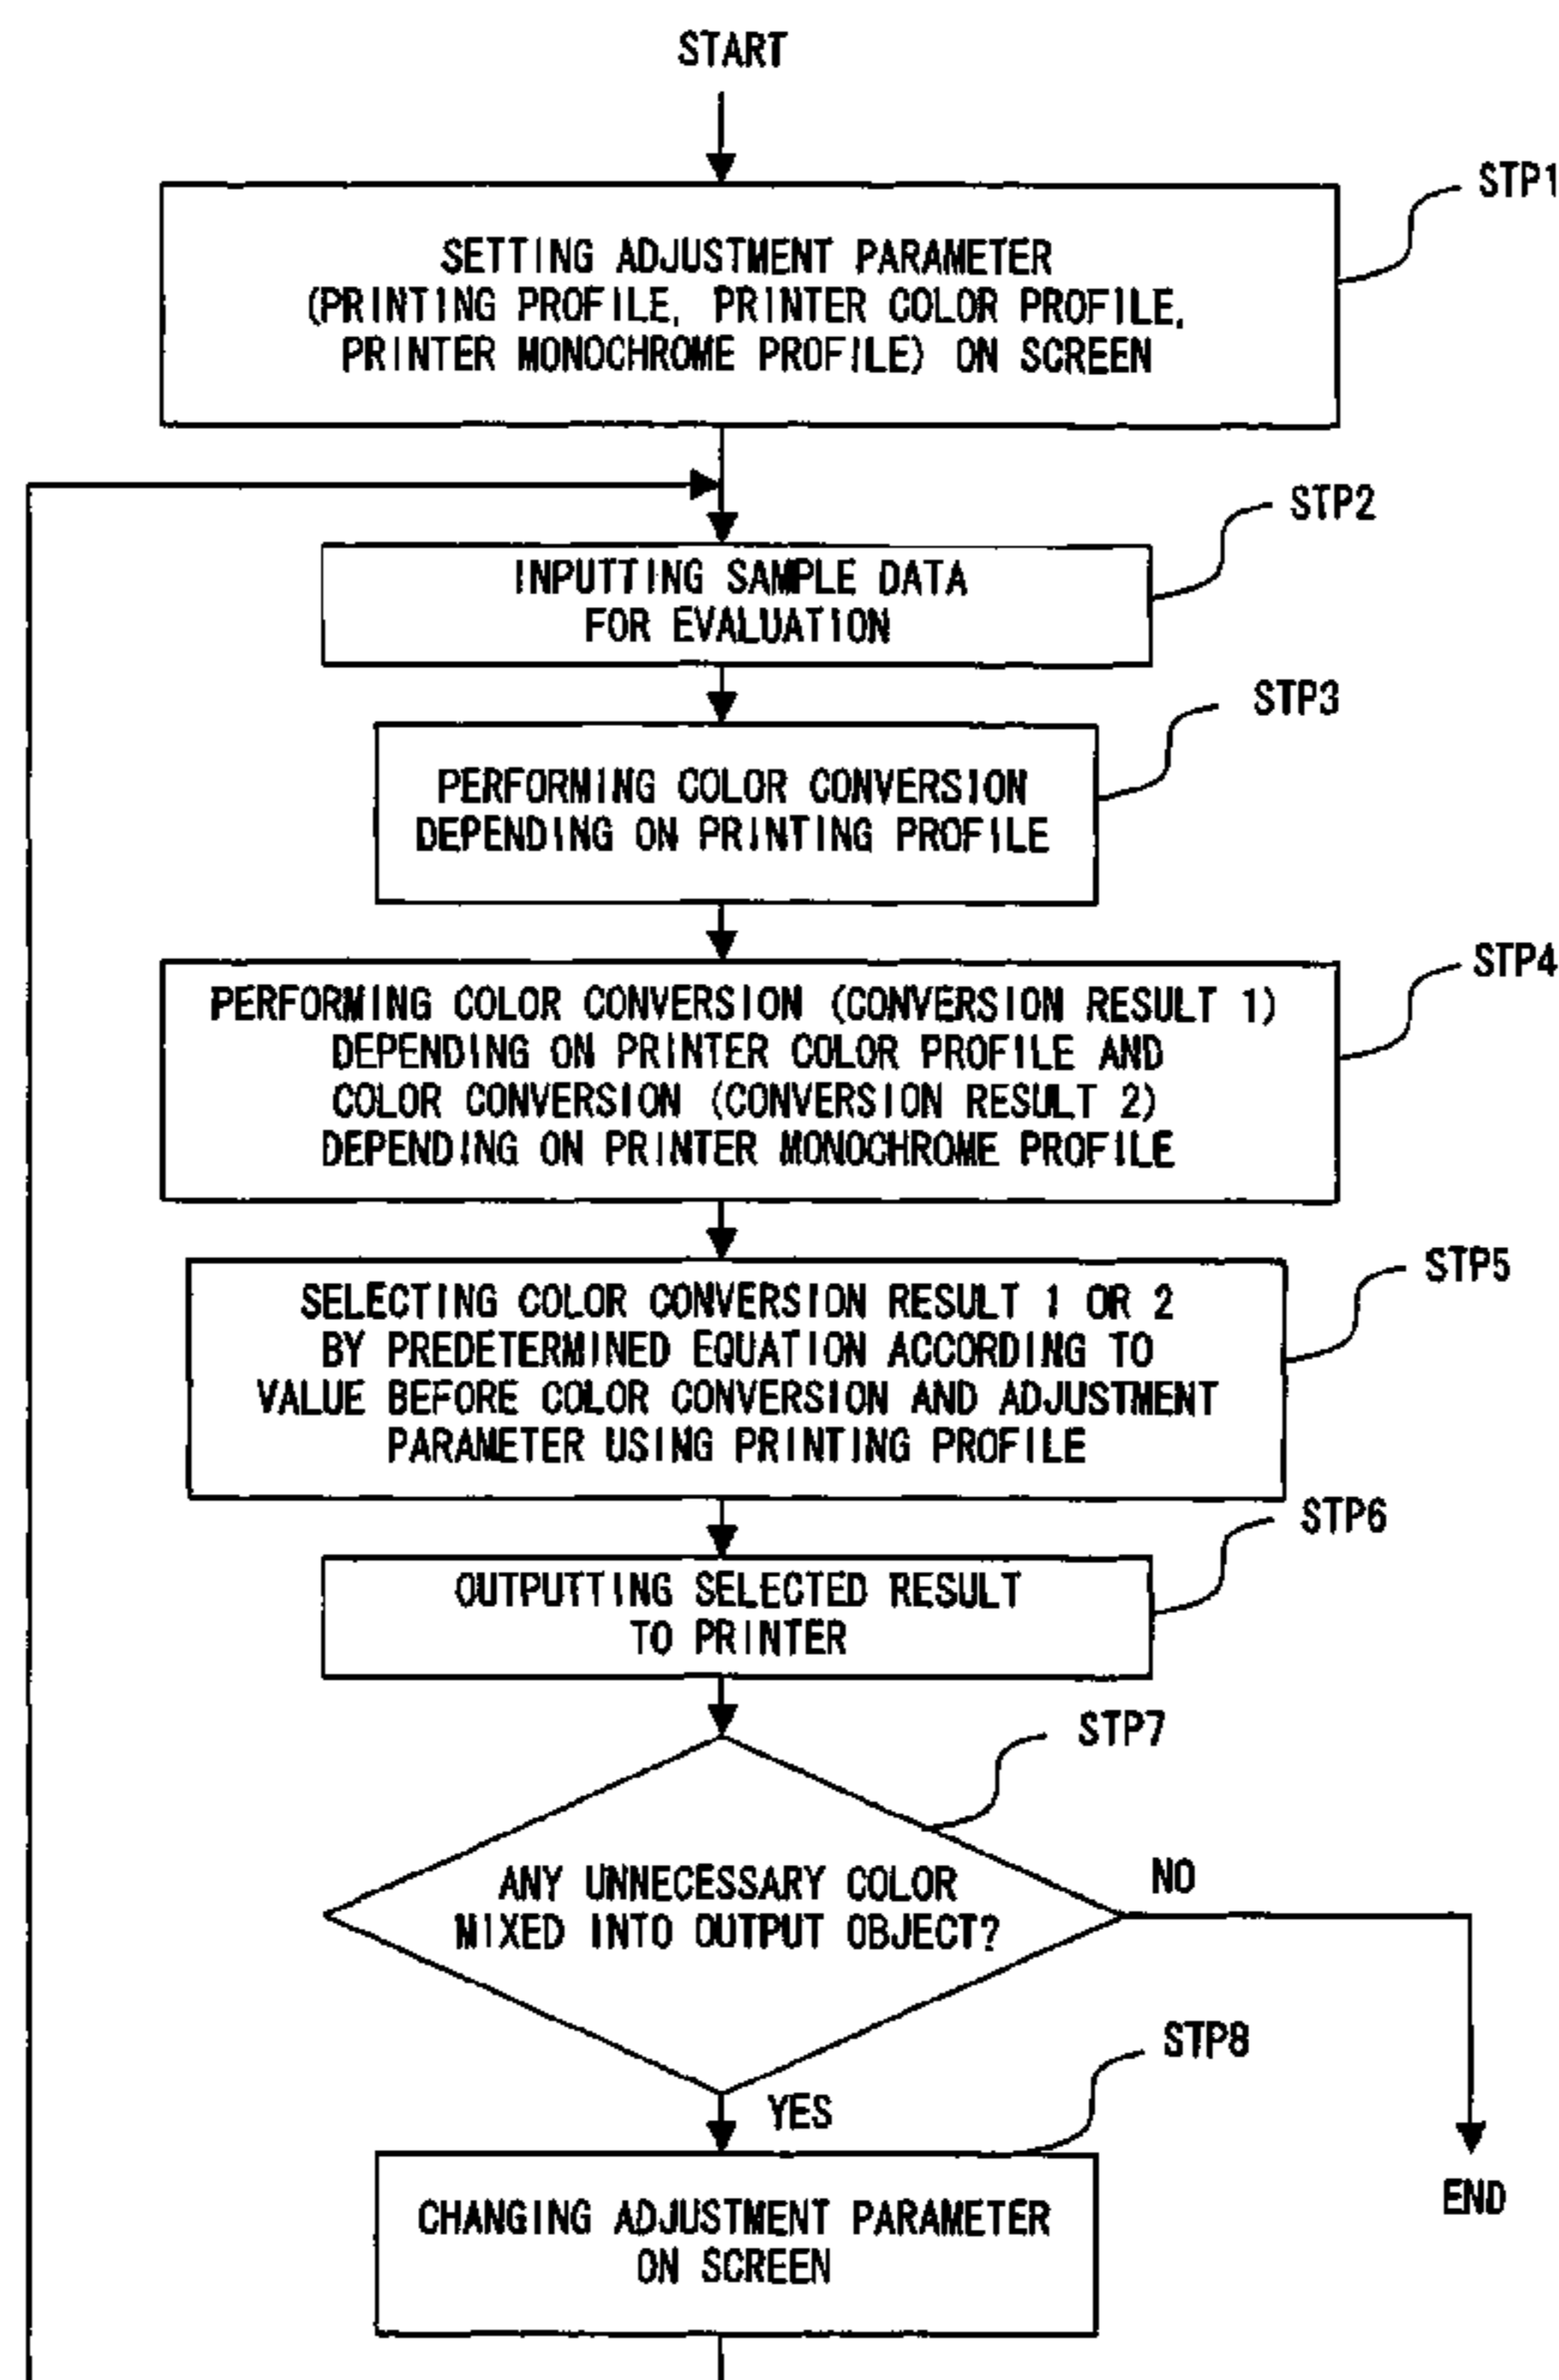 START
STP1
SETTING ADJUSTMENT PARAMETER
(PRINTING PROFILE, PRINTER COLOR PROFILE,
PRINTER MONOCHROME PROFILE) ON SCREEN
STP2
INPUTTING SAMPLE DATA
FOR EVALUATION
STP3
PERFORMING COLOR CONVERSION
DEPENDING ON PRINTING PROFILE
STP4
PERFORMING COLOR CONVERSION (CONVERSION RESULT 1)
DEPENDING ON PRINTER COLOR PROFILE AND
COLOR CONVERSION (CONVERSION RESULT 2)
DEPENDING ON PRINTER MONOCHROME PROFILE
STP5
SELECTING COLOR CONVERSION RESULT 1 OR 2
BY PREDETERMINED EQUATION ACCORDING TO
VALUE BEFORE COLOR CONVERSION AND ADJUSTMENT
PARAMETER USING PRINTING PROFILE
STP6
OUTPUTTING SELECTED RESULT
TO PRINTER
STP7
ANY UNNECESSARY COLOR
MIXED INTO OUTPUT OBJECT?
NO
YES
STP8
CHANGING ADJUSTMENT PARAMETER
ON SCREEN
END